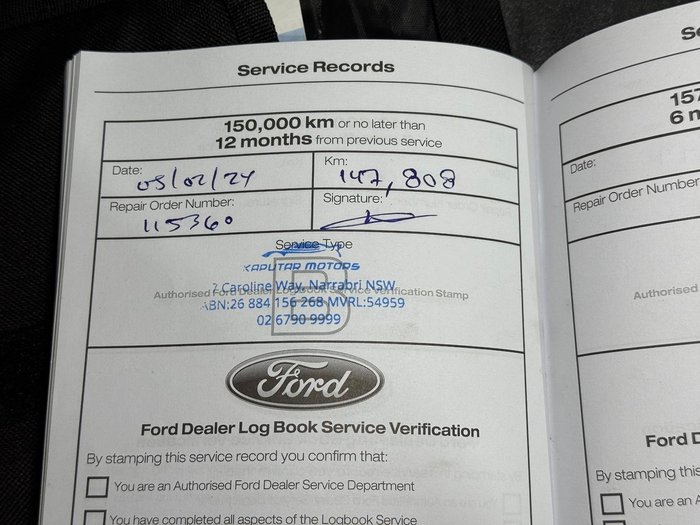 Service Records
150,000 km or no later than
12 months from previous service
Date: 05/02/24
Km: 147,808
Repair Order Number: 115360
Signature:
Service Type
KAPUTAR MOTORS
Caroline Way, Narrabri NSW
ABN:26 884 156 268 MVRL:54959
02 6790 9999
Authorised Ford Dealer Logbook Service Verification Stamp
B
Ford
Ford Dealer Log Book Service Verification
By stamping this service record you confirm that:
You are an Authorised Ford Dealer Service Department
You have completed all aspects of the Logbook Service
157
6 m
Date:
Repair Order Number
Authorised
Ford D
By stamping this
You are an A